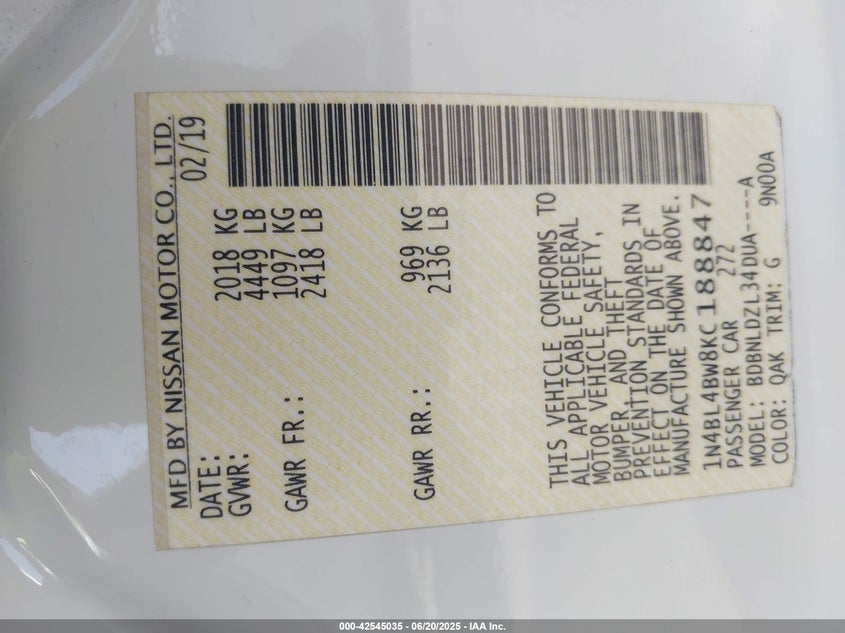 MFD BY NISSAN MOTOR CO., LTD.
DATE: 02/19
GVWR: 2018 KG
4449 LB
GAWR FR.: 1097 KG
2418 LB
GAWR RR.: 969 KG
2136 LB
THIS VEHICLE CONFORMS TO
ALL APPLICABLE FEDERAL
MOTOR VEHICLE SAFETY,
BUMPER, AND THEFT
PREVENTION STANDARDS IN
EFFECT ON THE DATE OF
MANUFACTURE SHOWN ABOVE.
1N4BL4BW8KC188847
PASSENGER CAR 272
MODEL: BDBNLDZL34DUA----A
COLOR: QAK TRIM: G 9N00A
000-42545035 - 06/20/2025 - IAA Inc.